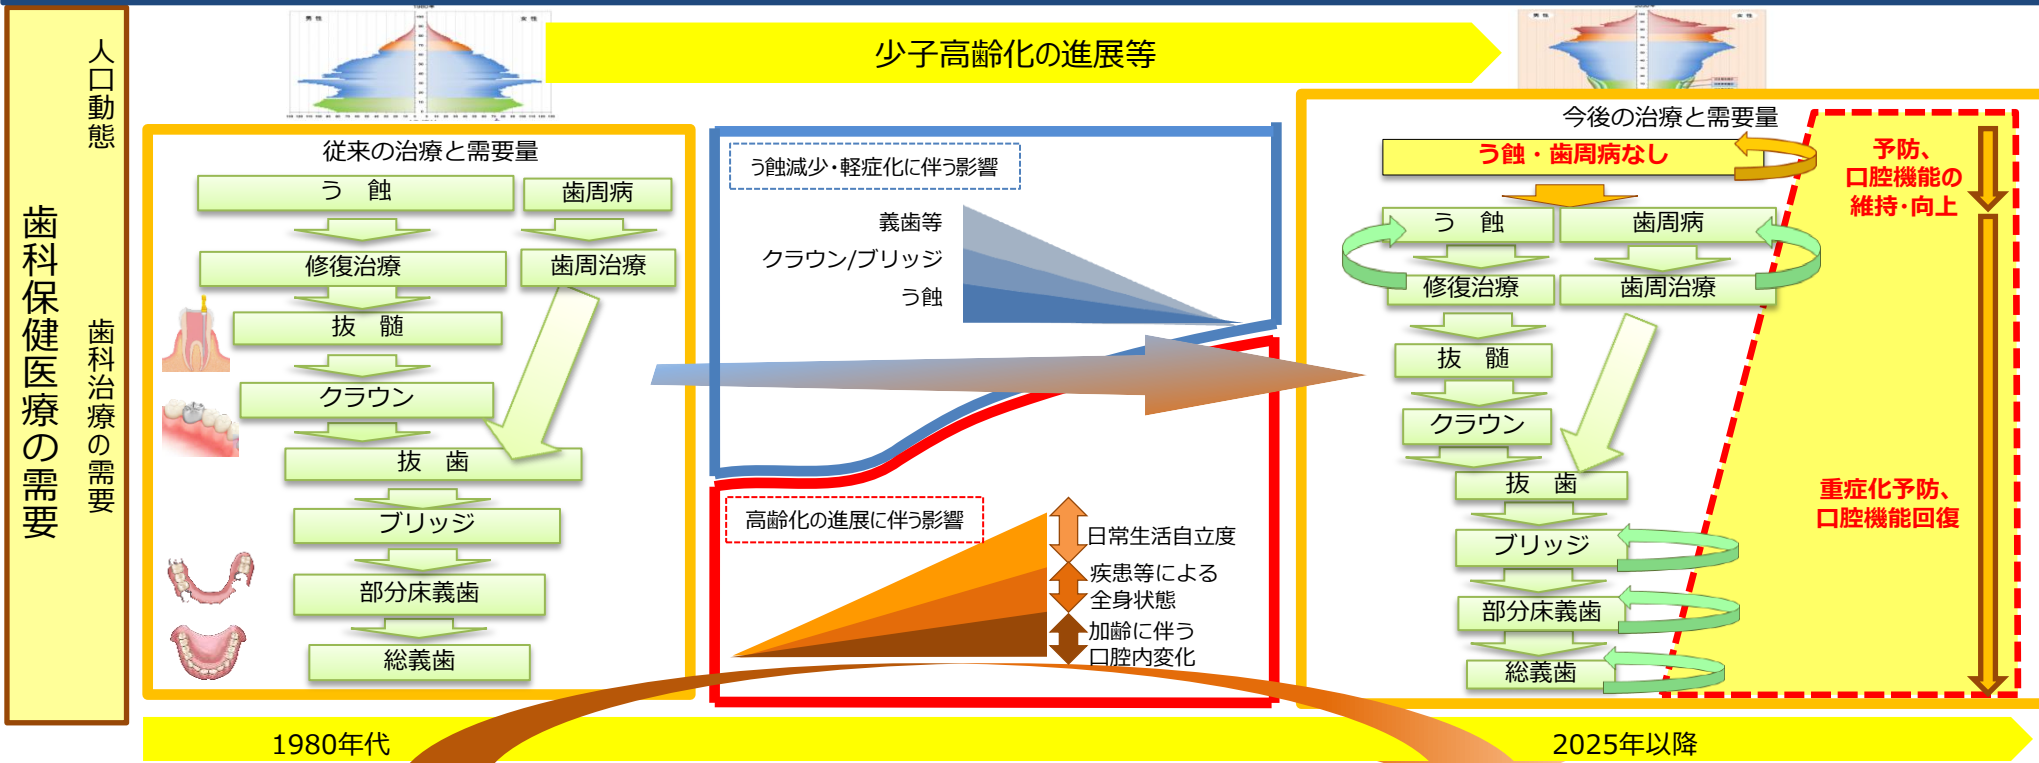 歯科保健医療の需要
人口動態
歯科治療の需要
男 性
女 性
少子高齢化の進展等
男 性
女 性
従来の治療と需要量
う 蝕
歯周病
修復治療
歯周治療
抜 髄
クラウン
抜 歯
ブリッジ
部分床義歯
総義歯
う蝕減少・軽症化に伴う影響
義歯等
クラウン/ブリッジ
う蝕
高齢化の進展に伴う影響
日常生活自立度
疾患等による
全身状態
加齢に伴う
口腔内変化
今後の治療と需要量
う蝕・歯周病なし
う 蝕
歯周病
修復治療
歯周治療
抜 髄
クラウン
抜 歯
ブリッジ
部分床義歯
総義歯
予防、
口腔機能の
維持・向上
重症化予防、
口腔機能回復
1980年代
2025年以降